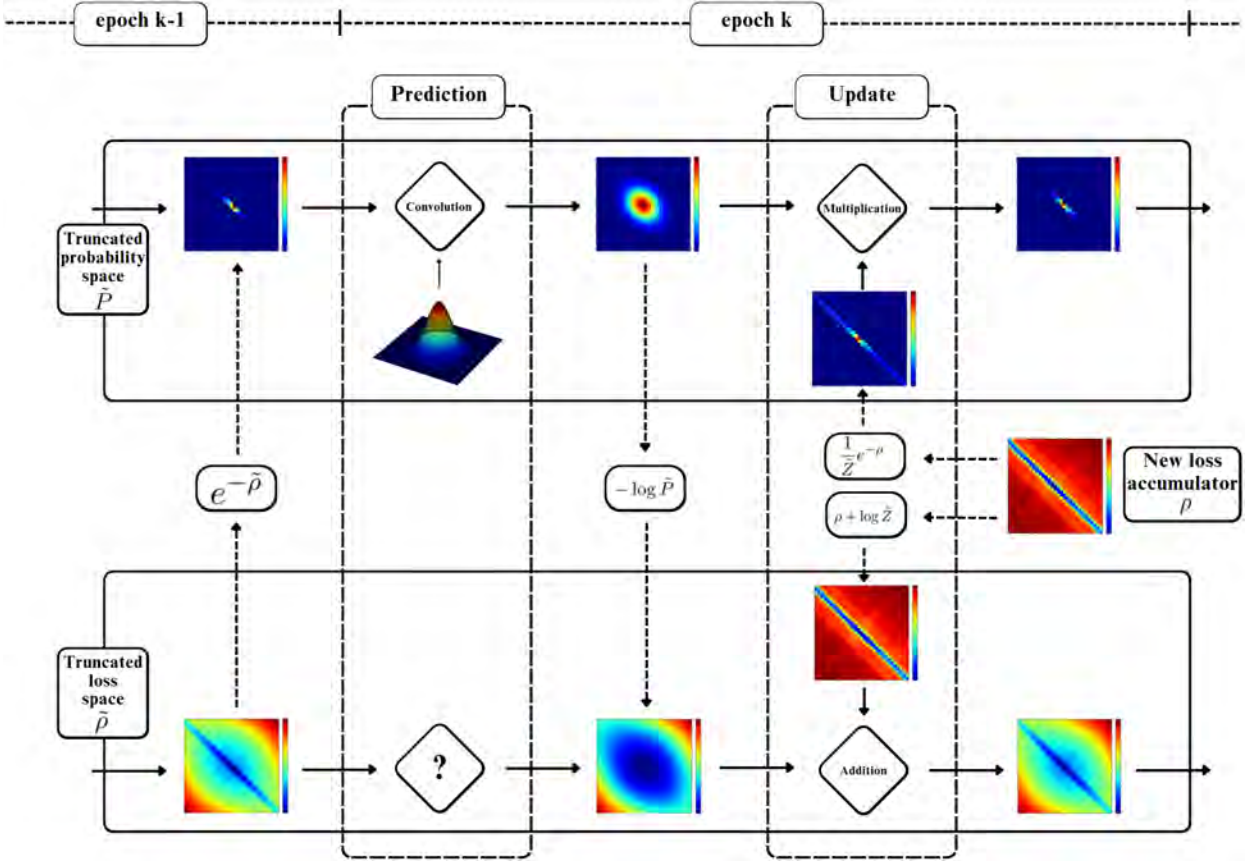 epoch k-1
epoch k
Prediction
Update
Convolution
Multiplication
Truncated
probability
space
P̃
e^{-ρ̃}
− log P̃
1/Z̃ e^{-ρ}
ρ + log Z̃
New loss
accumulator
ρ
Truncated
loss
space
ρ̃
?
Addition